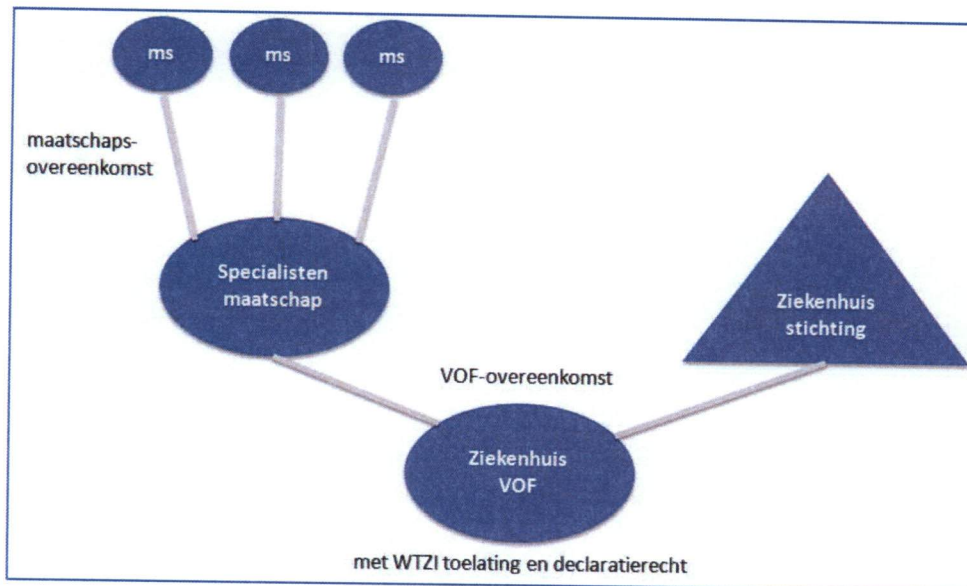 ms
ms
ms
maatschaps-
overeenkomst
Specialisten
maatschap
Ziekenhuis
stichting
VOF-overeenkomst
Ziekenhuis
VOF
met WTZI toelating en declaratierecht